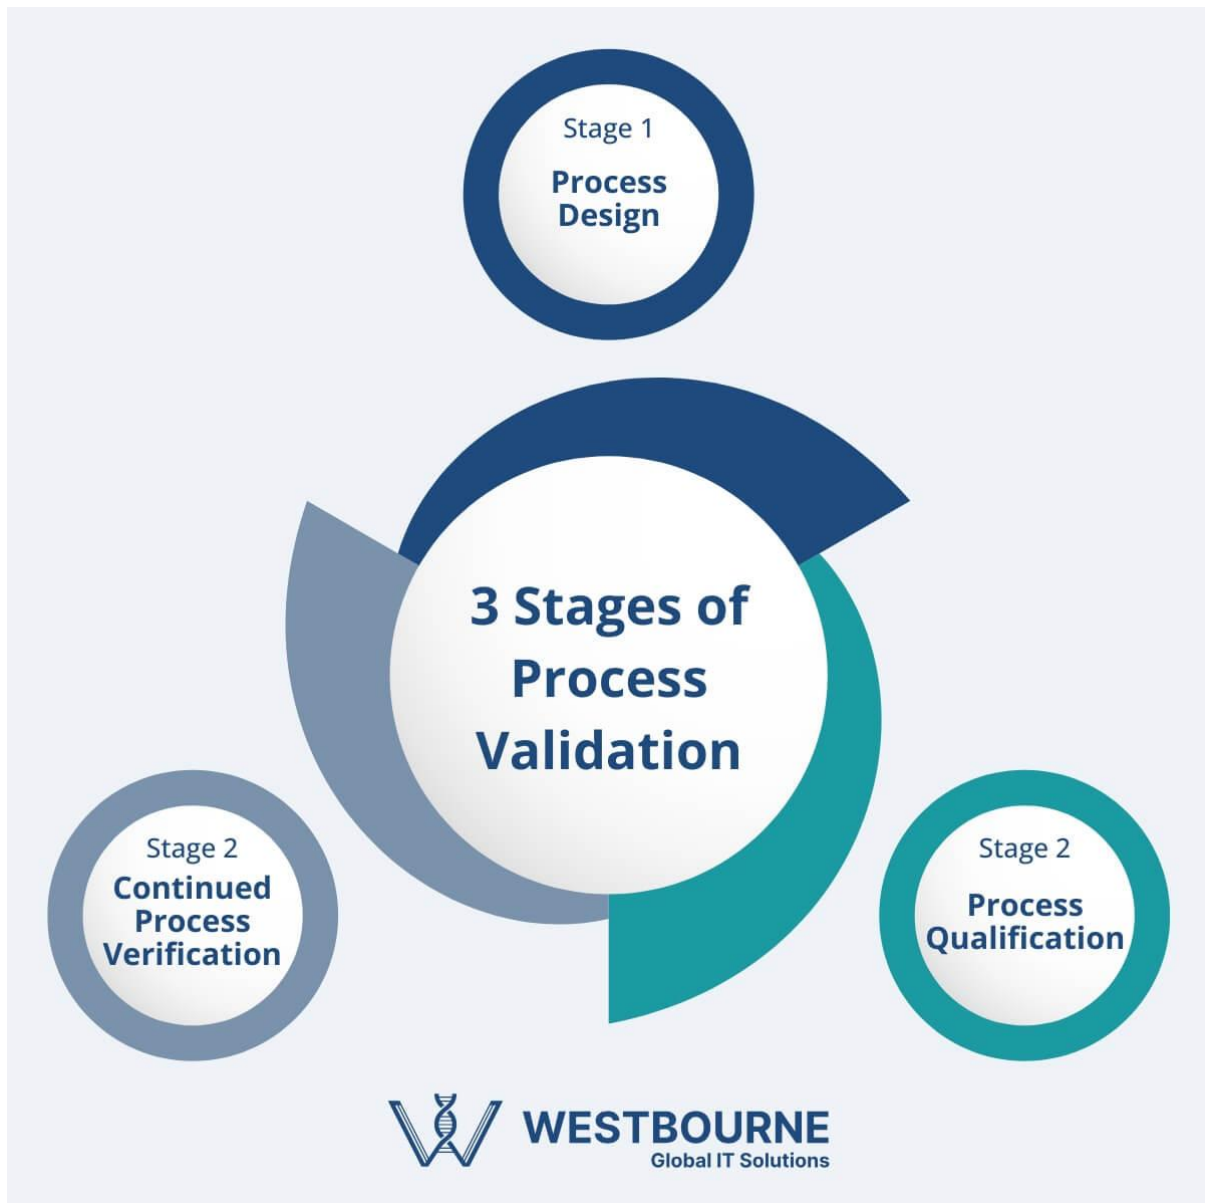 Stage 1
Process
Design
3 Stages of
Process
Validation
Stage 2
Continued
Process
Verification
Stage 2
Process
Qualification
WESTBOURNE
Global IT Solutions